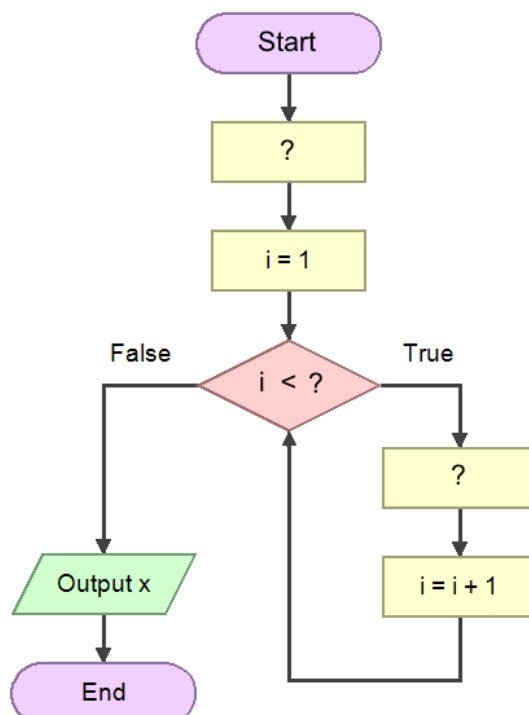 Start
?
i = 1
False
True
i < ?
?
Output x
i = i + 1
End